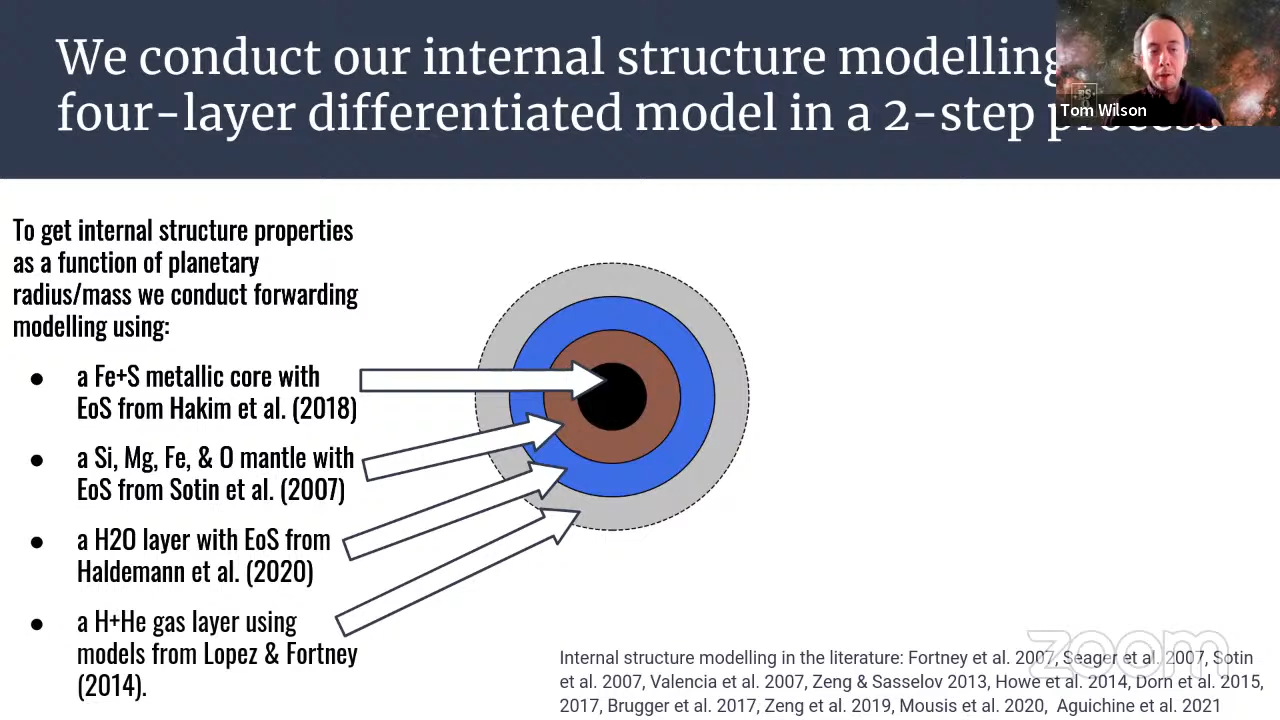 We conduct our internal structure modelling
four-layer differentiated model in a 2-step process
Tom Wilson
To get internal structure properties
as a function of planetary
radius/mass we conduct forwarding
modelling using:
● a Fe+S metallic core with
EoS from Hakim et al. (2018)
● a Si, Mg, Fe, & O mantle with
EoS from Sotin et al. (2007)
● a H2O layer with EoS from
Haldemann et al. (2020)
● a H+He gas layer using
models from Lopez & Fortney
(2014).
zoom
Internal structure modelling in the literature: Fortney et al. 2007, Seager et al. 2007, Sotin
et al. 2007, Valencia et al. 2007, Zeng & Sasselov 2013, Howe et al. 2014, Dorn et al. 2015,
2017, Brugger et al. 2017, Zeng et al. 2019, Mousis et al. 2020, Aguichine et al. 2021